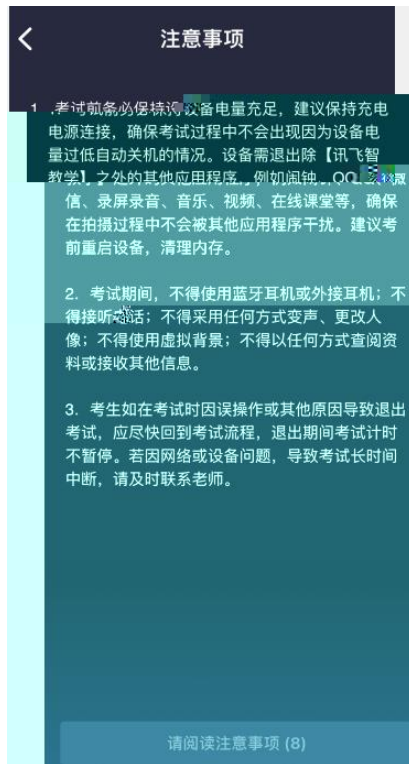 注意事项
1 .考试前务必保持设备电量充足，建议保持充电
电源连接，确保考试过程中不会出现因为设备电
量过低自动关机的情况。设备需退出除【讯飞智
教学】之外的其他应用程序，例如闹钟、QQ、微
信、录屏录音、音乐、视频、在线课堂等，确保
在拍摄过程中不会被其他应用程序干扰。建议考
前重启设备，清理内存。
2. 考试期间，不得使用蓝牙耳机或外接耳机；不
得接听电话；不得采用任何方式变声、更改人
像；不得使用虚拟背景；不得以任何方式查阅资
料或接收其他信息。
3. 考生如在考试时因误操作或其他原因导致退出
考试，应尽快回到考试流程，退出期间考试计时
不暂停。若因网络或设备问题，导致考试长时间
中断，请及时联系老师。
请阅读注意事项 (8)